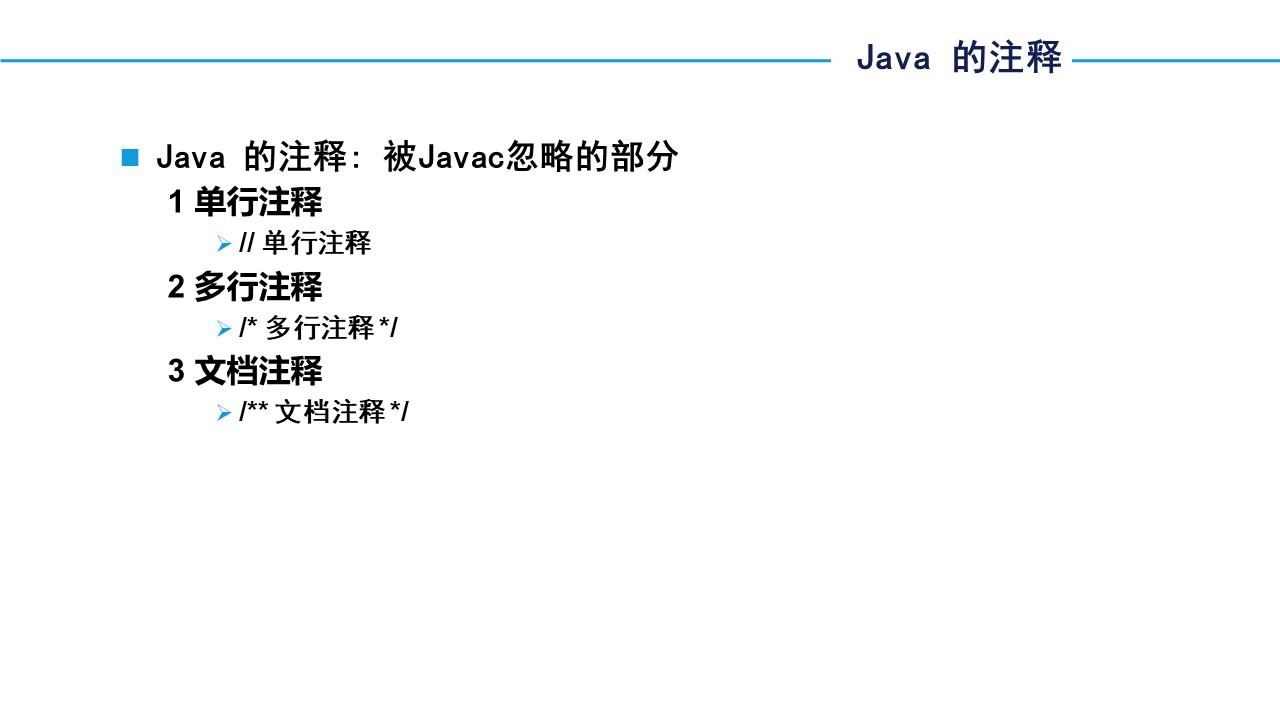 Java 的注释
Java 的注释: 被Javac忽略的部分
1 单行注释
// 单行注释
2 多行注释
/* 多行注释 */
3 文档注释
/** 文档注释 */